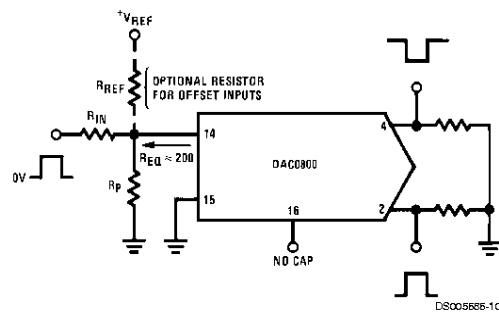 +VREF
RREF
OPTIONAL RESISTOR
FOR OFFSET INPUTS
RIN
14
4
REQ ≈ 200
DAC0800
0V
RP
15
16
2
NO CAP
DS005686-10